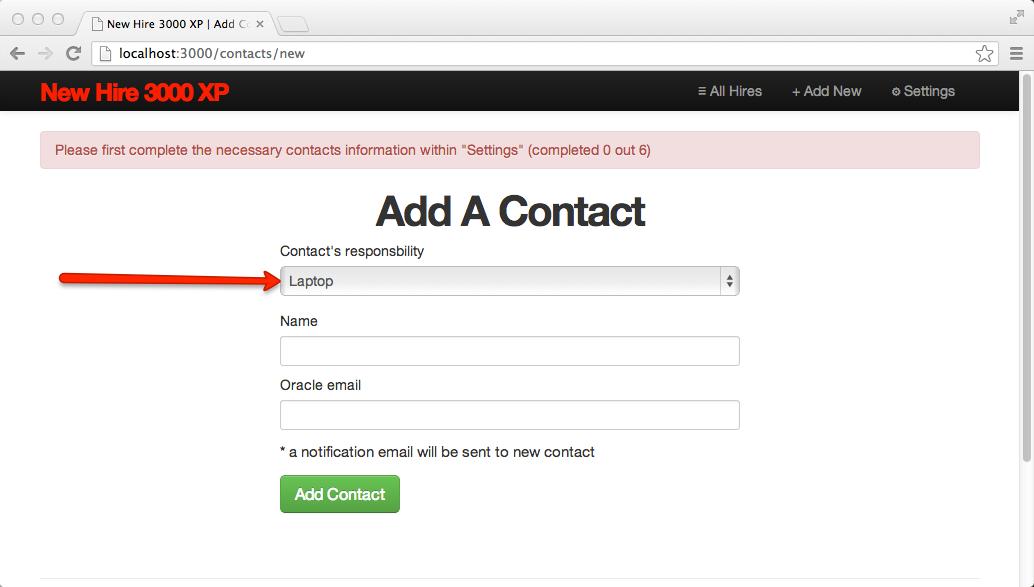 New Hire 3000 XP | Add C
localhost:3000/contacts/new
New Hire 3000 XP
≡ All Hires + Add New ⚙ Settings
Please first complete the necessary contacts information within "Settings" (completed 0 out 6)
Add A Contact
Contact's responsbility
Laptop
Name
Oracle email
* a notification email will be sent to new contact
Add Contact